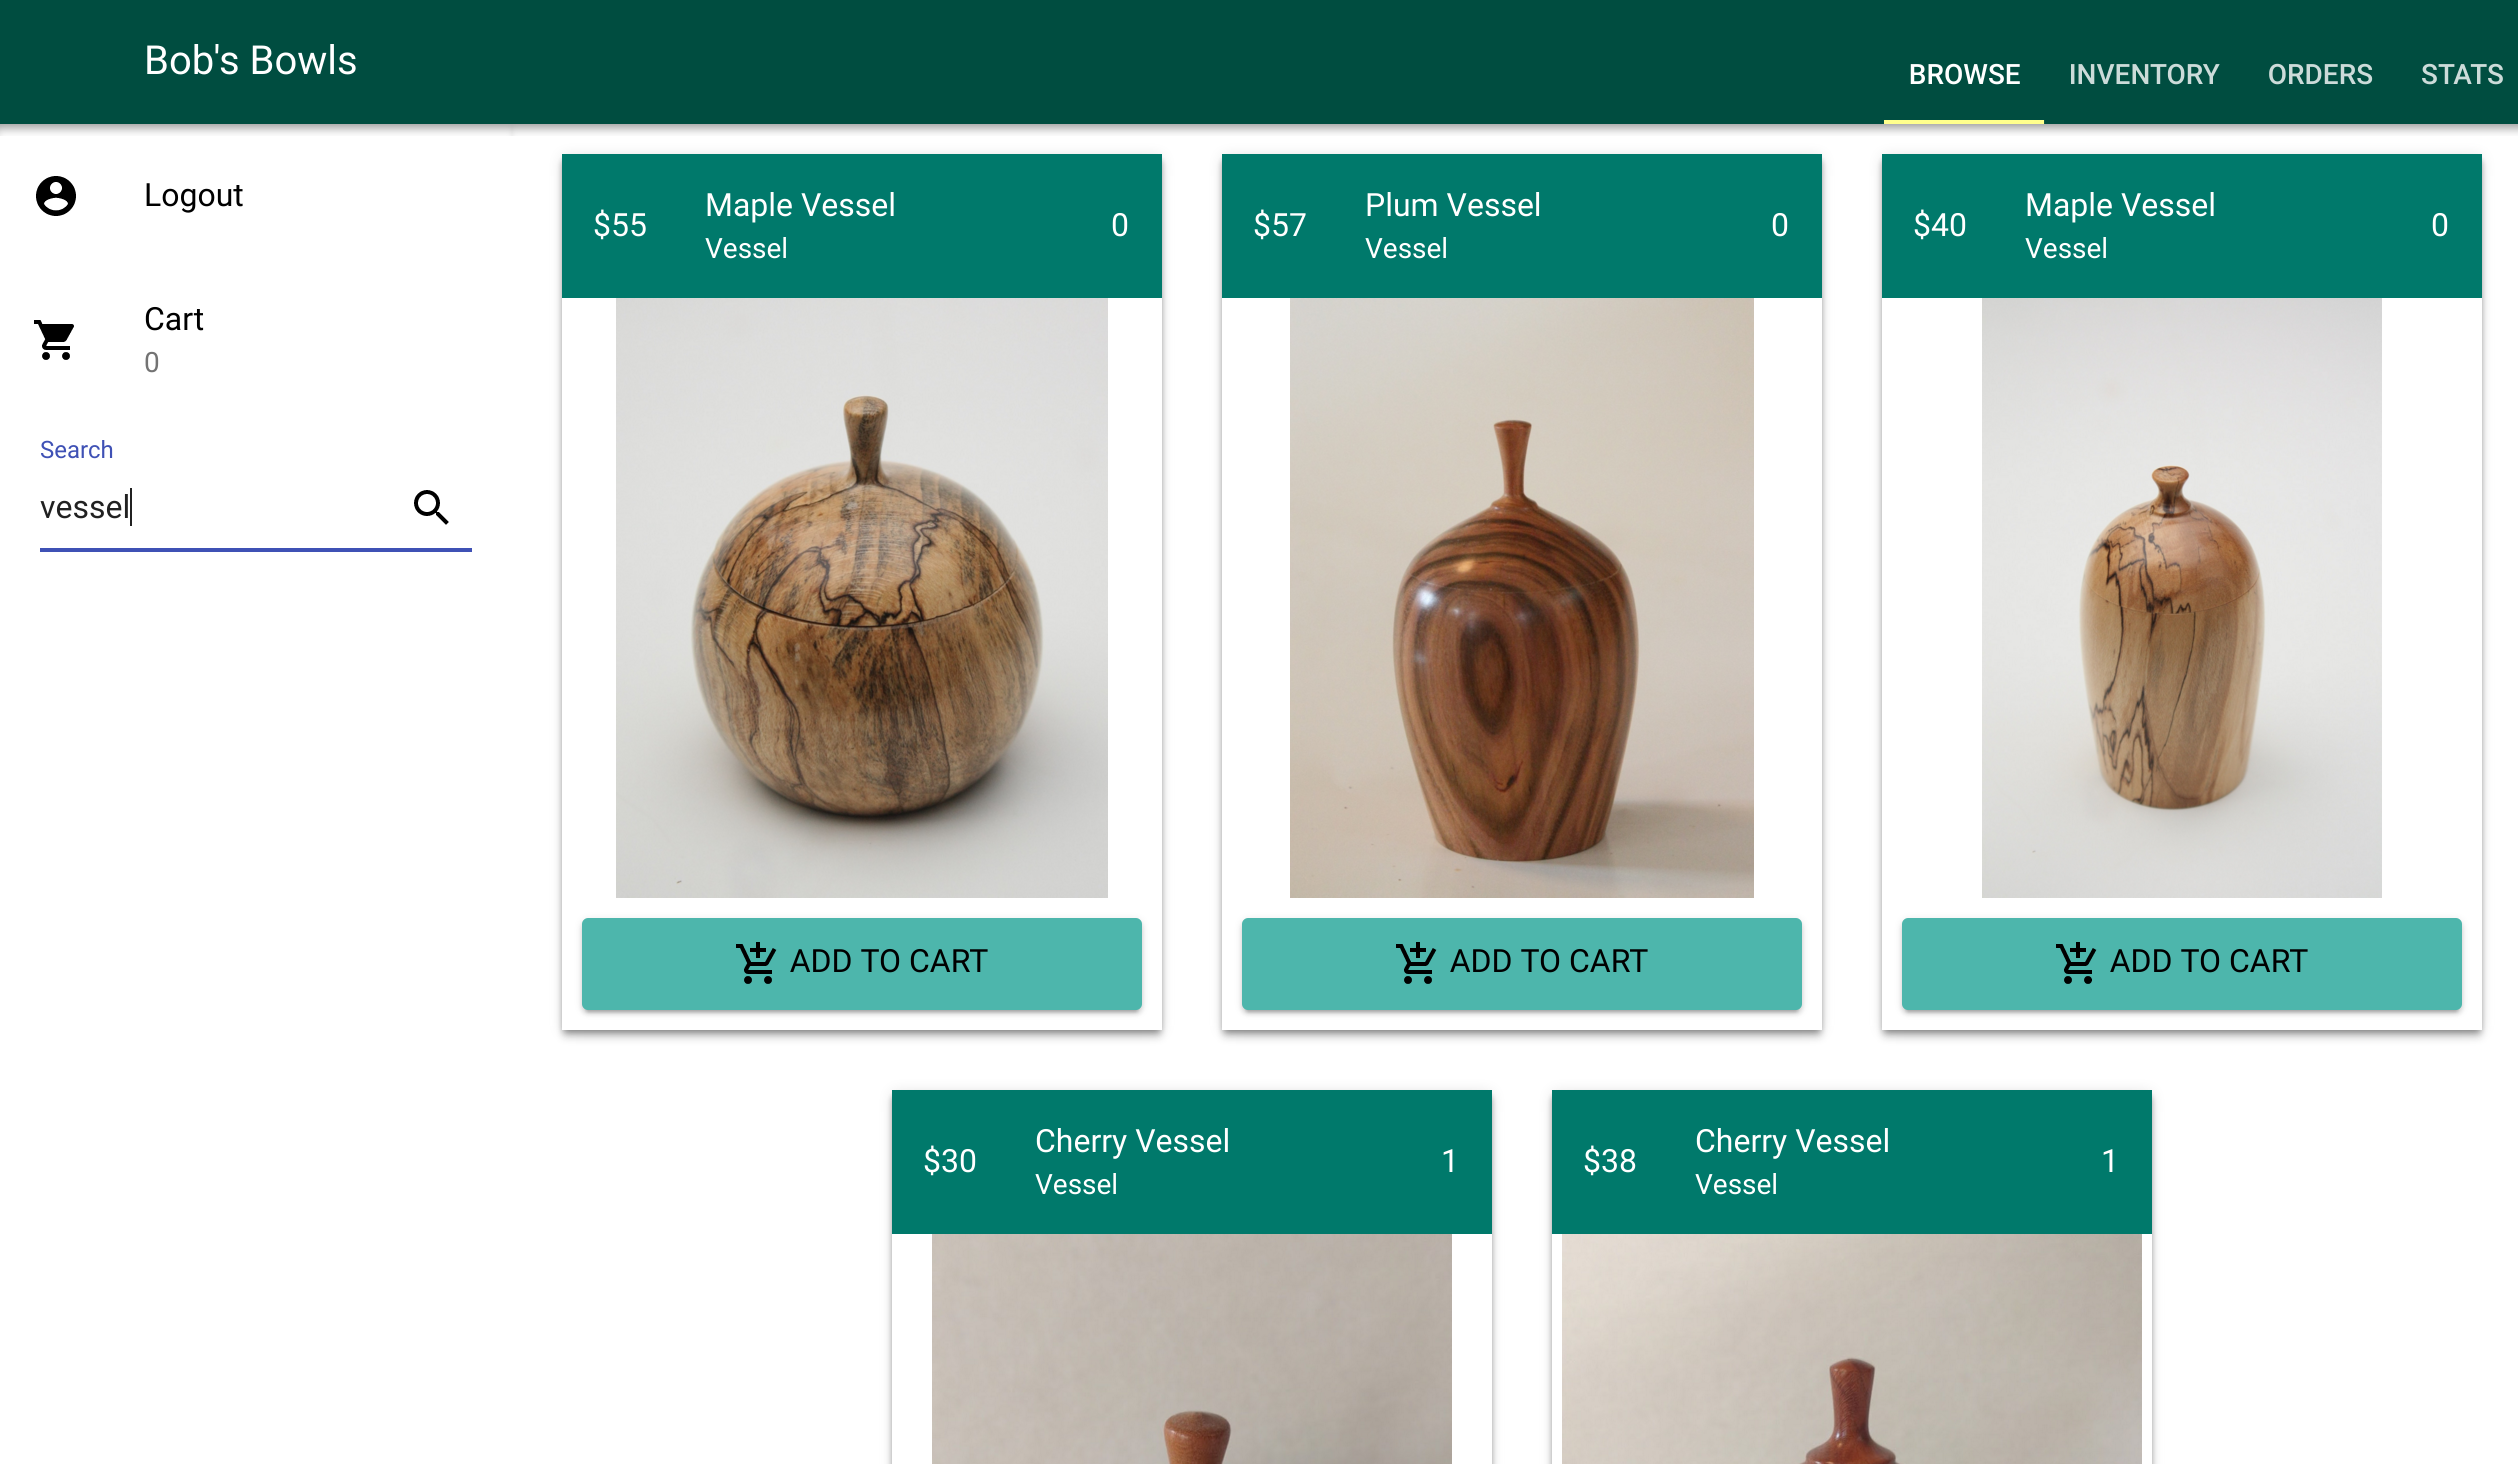 Bob's Bowls
BROWSE INVENTORY ORDERS STATS
Logout
Cart
0
Search
vessel
$55 Maple Vessel 0
Vessel
ADD TO CART
$57 Plum Vessel 0
Vessel
ADD TO CART
$40 Maple Vessel 0
Vessel
ADD TO CART
$30 Cherry Vessel 1
Vessel
$38 Cherry Vessel 1
Vessel